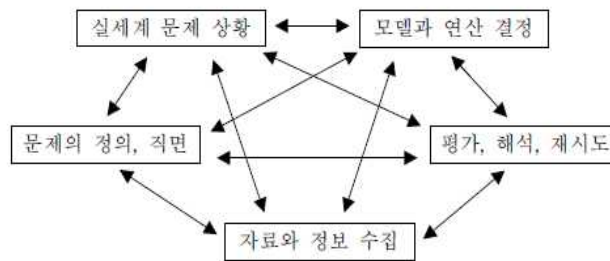 실세계 문제 상황
모델과 연산 결정
문제의 정의, 직면
평가, 해석, 재시도
자료와 정보 수집